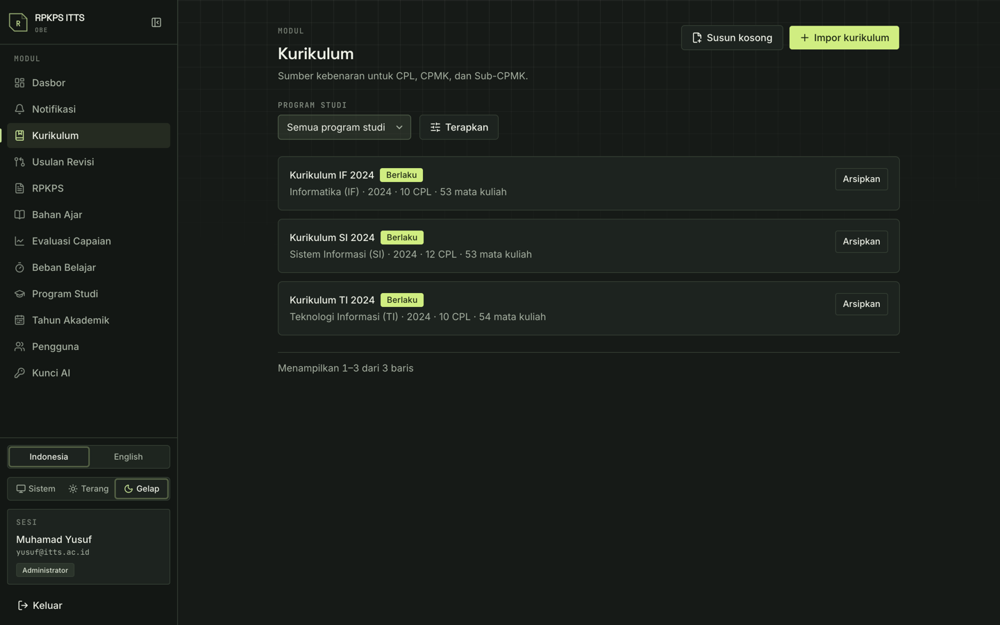 R
RPKPS ITTS
OBE
MODUL
Dasbor
Notifikasi
Kurikulum
Usulan Revisi
RPKPS
Bahan Ajar
Evaluasi Capaian
Beban Belajar
Program Studi
Tahun Akademik
Pengguna
Kunci AI
Indonesia
English
Sistem
Terang
Gelap
SESI
Muhamad Yusuf
yusuf@itts.ac.id
Administrator
Keluar
MODUL
Kurikulum
Sumber kebenaran untuk CPL, CPMK, dan Sub-CPMK.
Susun kosong
Impor kurikulum
PROGRAM STUDI
Semua program studi
Terapkan
Kurikulum IF 2024 Berlaku
Informatika (IF) · 2024 · 10 CPL · 53 mata kuliah
Arsipkan
Kurikulum SI 2024 Berlaku
Sistem Informasi (SI) · 2024 · 12 CPL · 53 mata kuliah
Arsipkan
Kurikulum TI 2024 Berlaku
Teknologi Informasi (TI) · 2024 · 10 CPL · 54 mata kuliah
Arsipkan
Menampilkan 1–3 dari 3 baris